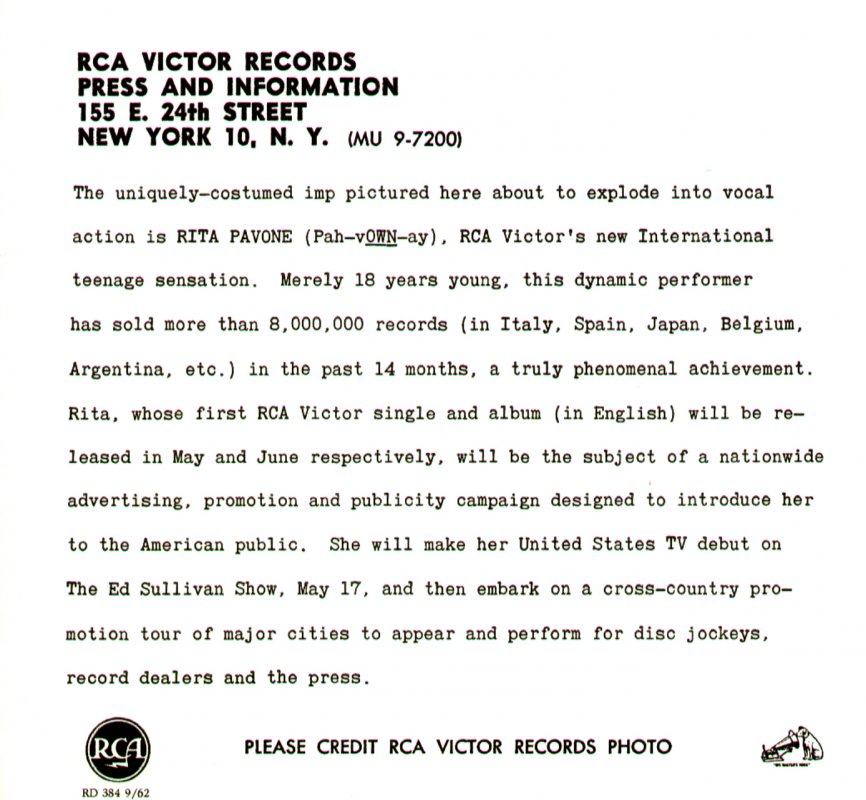 RCA VICTOR RECORDS
PRESS AND INFORMATION
155 E. 24th STREET
NEW YORK 10, N. Y. (MU 9-7200)
The uniquely-costumed imp pictured here about to explode into vocal
action is RITA PAVONE (Pah-vOWN-ay), RCA Victor's new International
teenage sensation. Merely 18 years young, this dynamic performer
has sold more than 8,000,000 records (in Italy, Spain, Japan, Belgium,
Argentina, etc.) in the past 14 months, a truly phenomenal achievement.
Rita, whose first RCA Victor single and album (in English) will be re-
leased in May and June respectively, will be the subject of a nationwide
advertising, promotion and publicity campaign designed to introduce her
to the American public. She will make her United States TV debut on
The Ed Sullivan Show, May 17, and then embark on a cross-country pro-
motion tour of major cities to appear and perform for disc jockeys,
record dealers and the press.
RCA
PLEASE CREDIT RCA VICTOR RECORDS PHOTO
"HIS MASTER'S VOICE"
RD 384 9/62